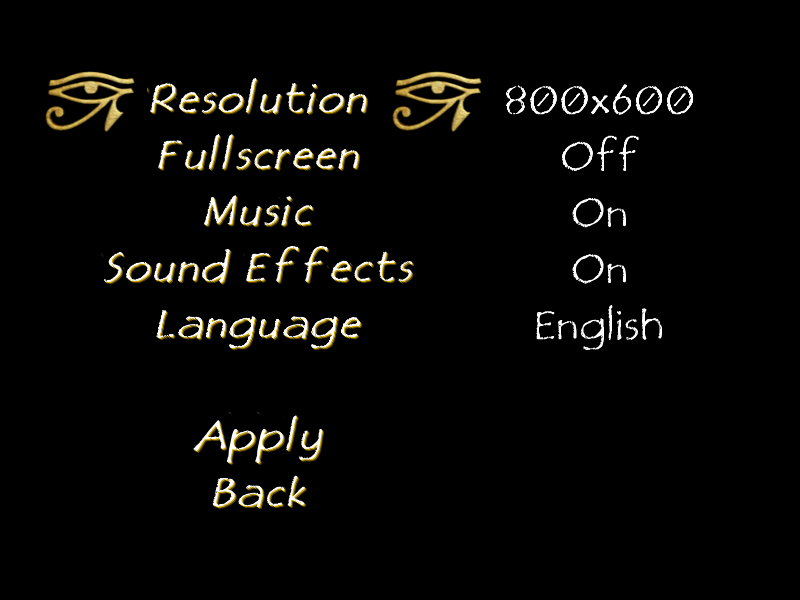 Resolution 800x600
Fullscreen Off
Music On
Sound Effects On
Language English
Apply
Back